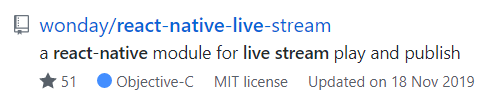 wonday/react-native-live-stream
a react-native module for live stream play and publish
51 Objective-C MIT license Updated on 18 Nov 2019